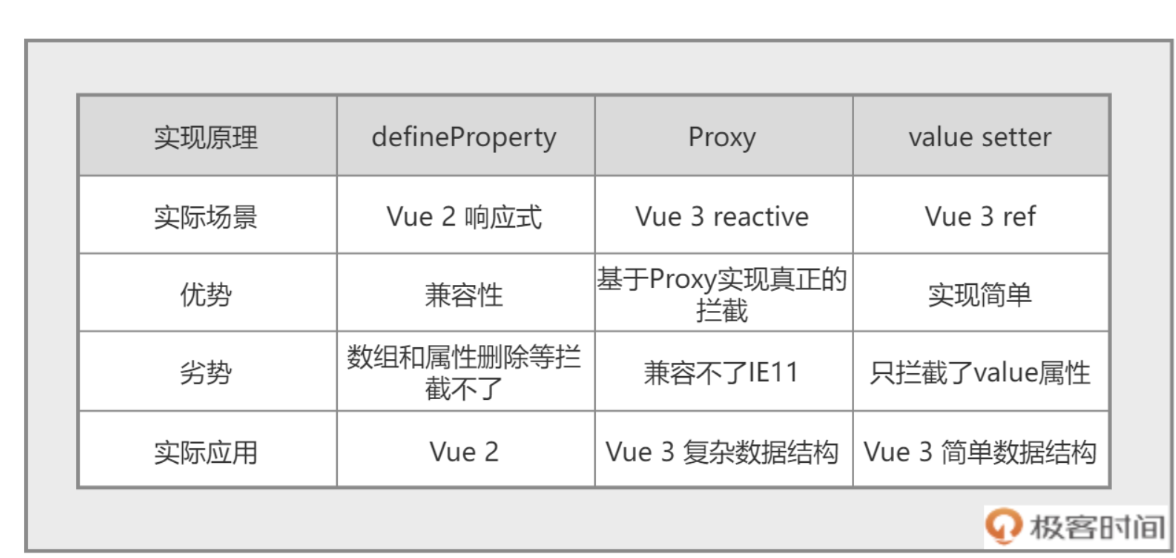 实现原理 defineProperty Proxy value setter
实际场景 Vue 2 响应式 Vue 3 reactive Vue 3 ref
优势 兼容性 基于Proxy实现真正的
拦截 实现简单
劣势 数组和属性删除等拦
截不了 兼容不了IE11 只拦截了value属性
实际应用 Vue 2 Vue 3 复杂数据结构 Vue 3 简单数据结构
极客时间